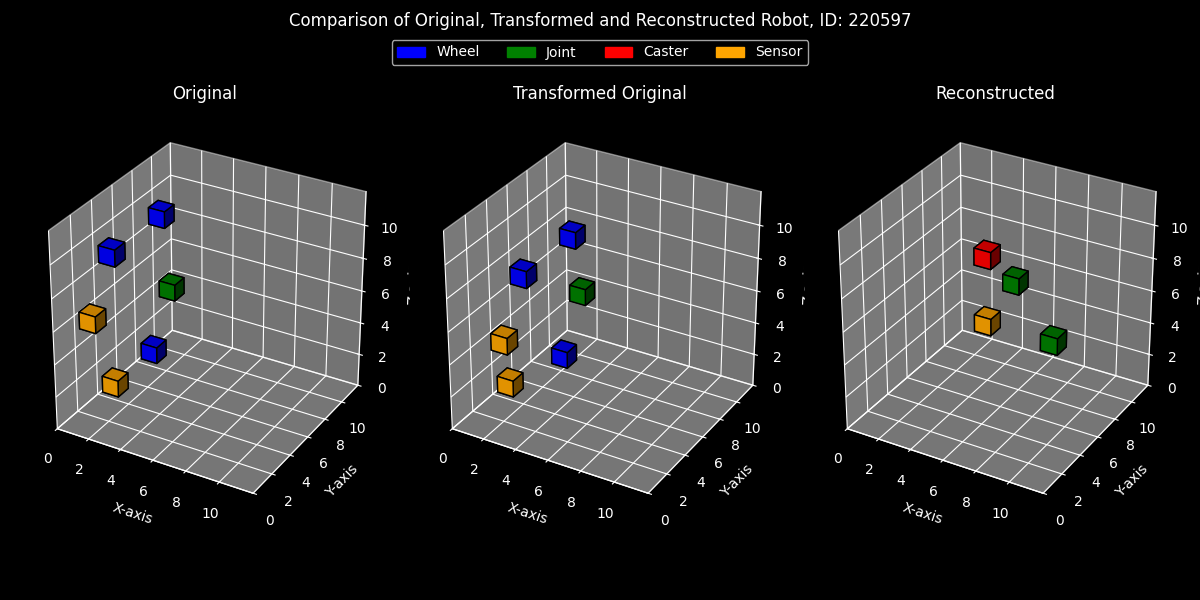 Comparison of Original, Transformed and Reconstructed Robot, ID: 220597
Wheel Joint Caster Sensor
Original Transformed Original Reconstructed
10 10 10
8 8 8
6 6 6
4 4 4
2 2 2
0 0 0
10 10 10
8 8 8
6 6 6
4 4 4
2 2 2
0 0 0
0 2 4 6 8 10 0 2 4 6 8 10 0 2 4 6 8 10
X-axis Y-axis X-axis Y-axis X-axis Y-axis